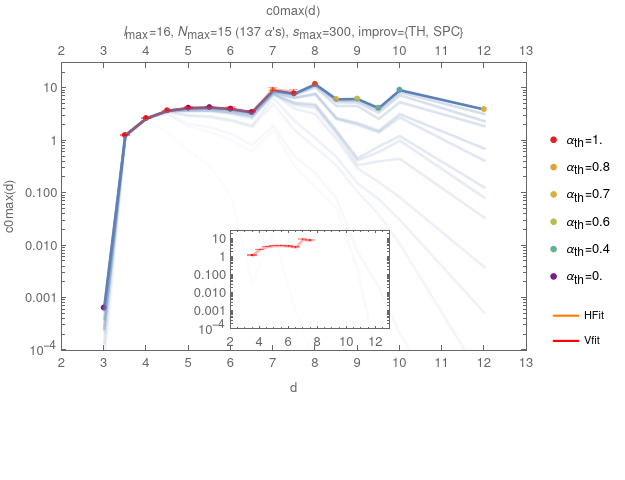 c0max(d)
lmax=16, Nmax=15 (137 α's), smax=300, improv={TH, SPC}
2 3 4 5 6 7 8 9 10 11 12 13
10
1
0.100
0.010
0.001
10⁻⁴
c0max(d)
10
1
0.100
0.010
0.001
10⁻⁴
2 4 6 8 10 12
2 3 4 5 6 7 8 9 10 11 12 13
d
αth=1.
αth=0.8
αth=0.7
αth=0.6
αth=0.4
αth=0.
HFit
Vfit